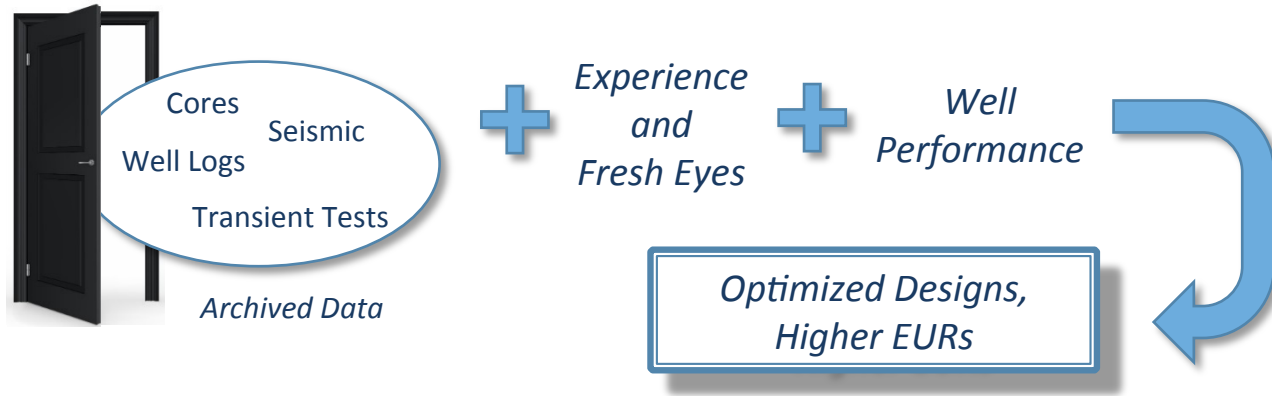 Cores
Seismic
Well Logs
Transient Tests
Archived Data
Experience
and
Fresh Eyes
Well
Performance
Optimized Designs,
Higher EURs